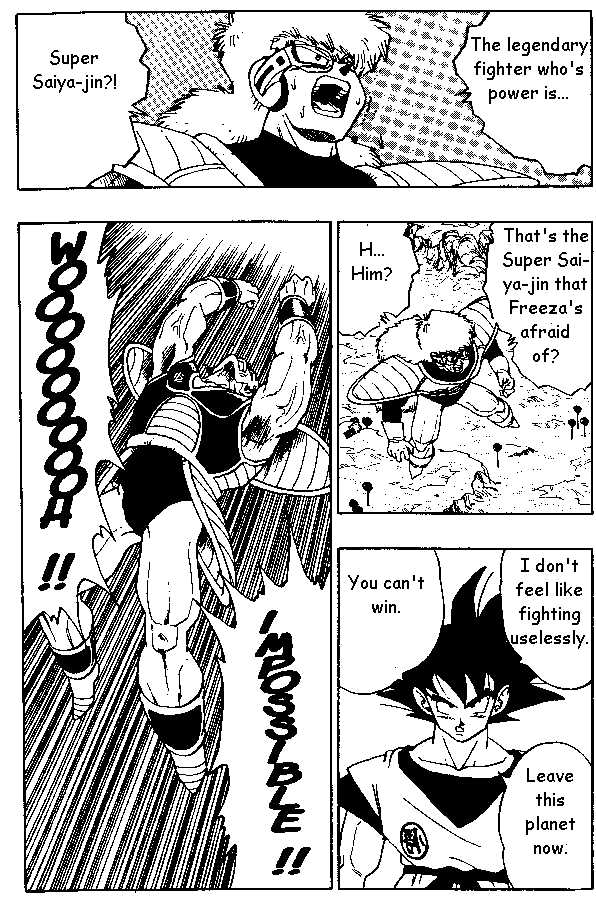 The legendary
fighter who's
power is...
Super
Saiya-jin?!
That's the
Super Sai-
ya-jin that
Freeza's
afraid
of?
H...
Him?
I don't
feel like
fighting
uselessly.
You can't
win.
Leave
this
planet
now.
IMPOSSIBLE!!
WOOOOOOOOOA!!